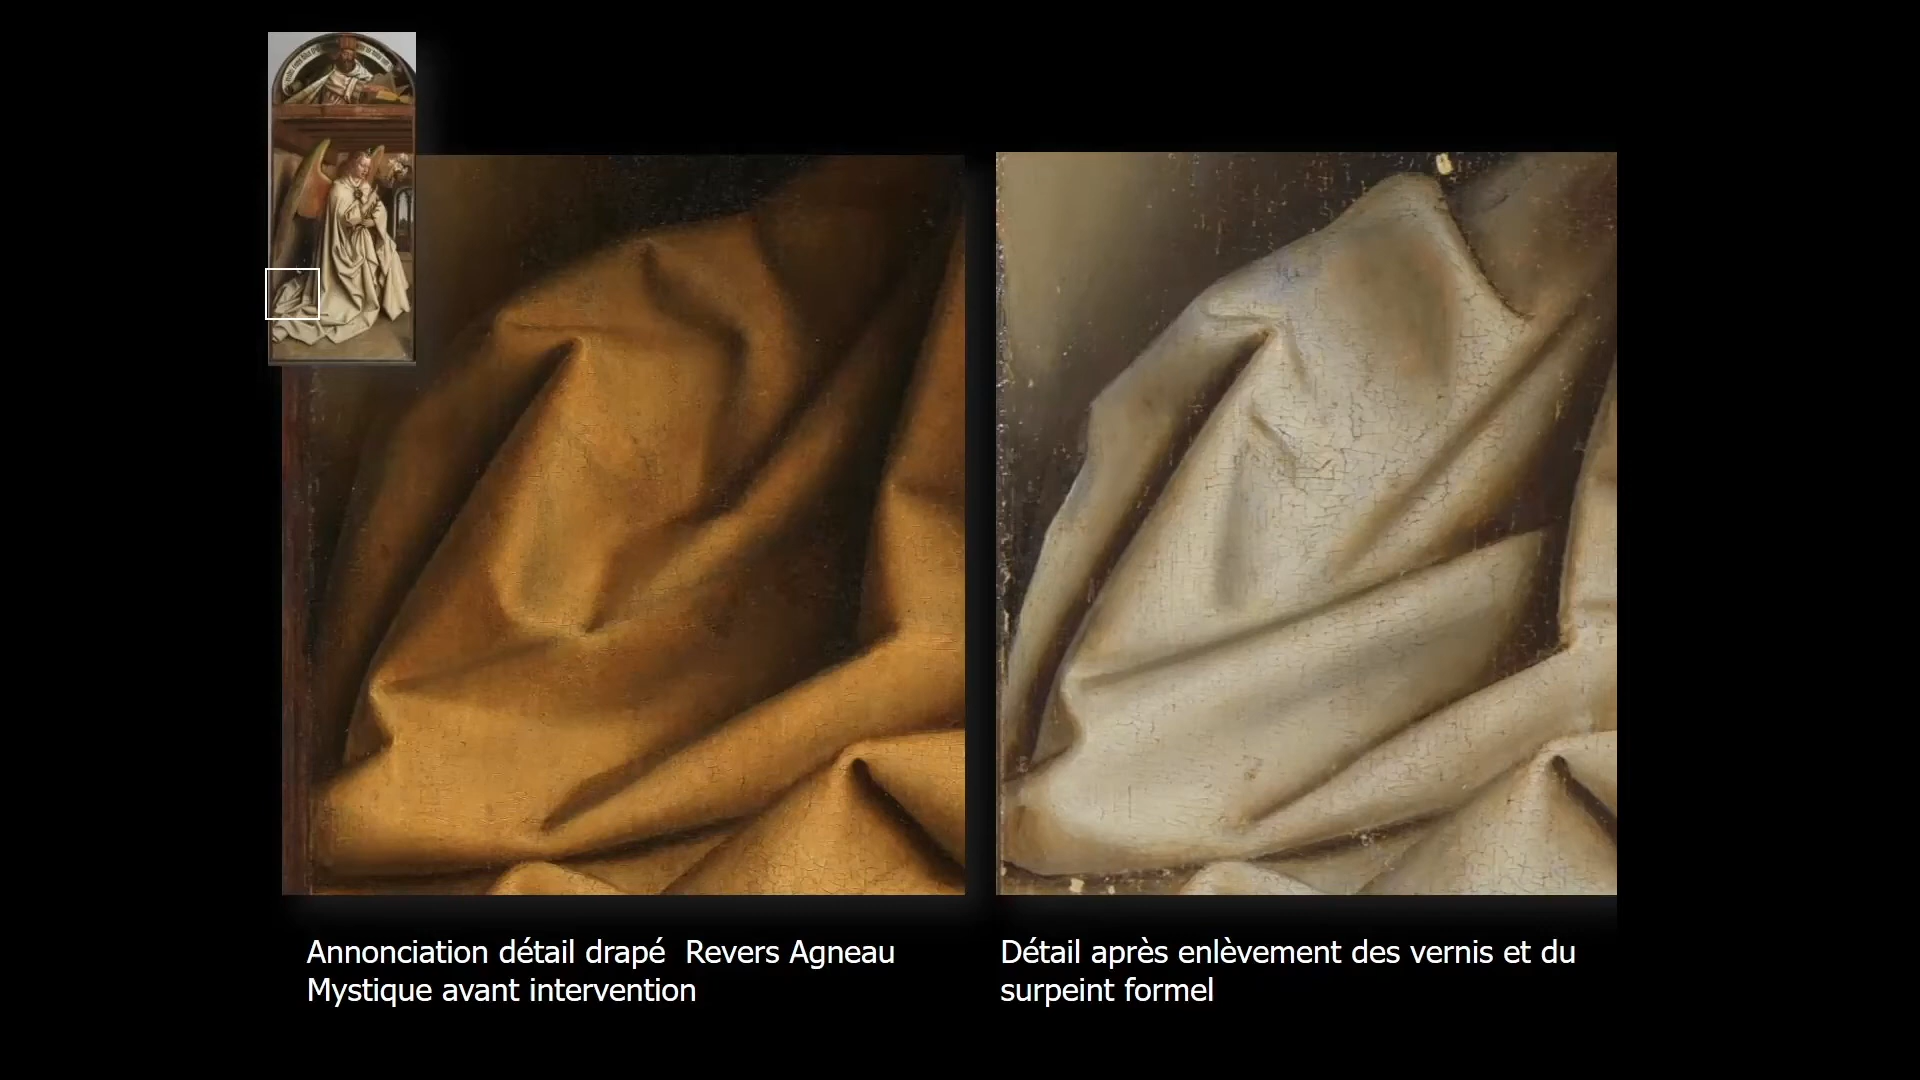 Annonciation détail drapé  Revers Agneau
Mystique avant intervention
Détail après enlèvement des vernis et du
surpeint formel